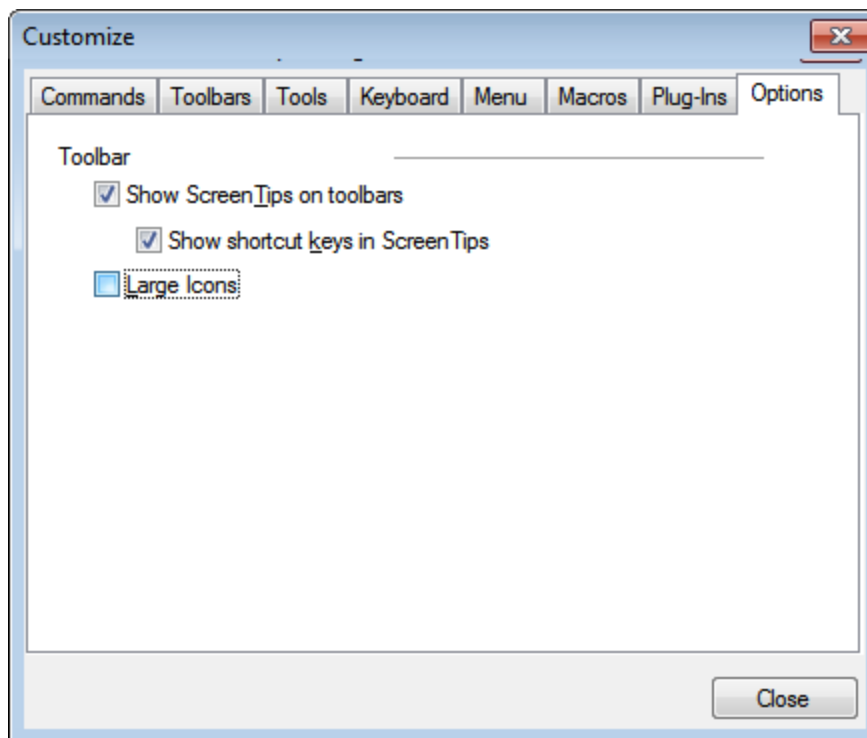 Customize
Commands Toolbars Tools Keyboard Menu Macros Plug-Ins Options
Toolbar
Show ScreenTips on toolbars
Show shortcut keys in ScreenTips
Large Icons
Close